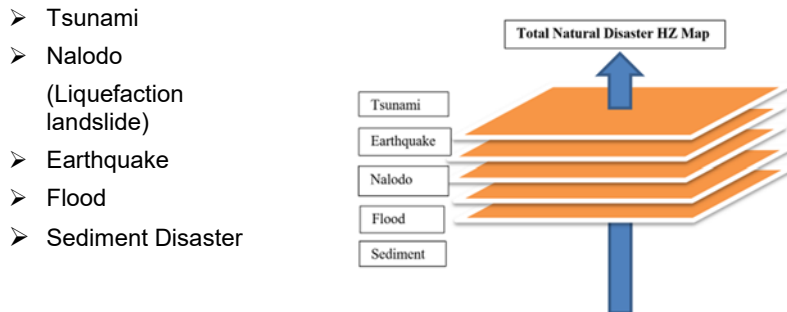 ➢ Tsunami
➢ Nalodo
(Liquefaction
landslide)
➢ Earthquake
➢ Flood
➢ Sediment Disaster
Total Natural Disaster HZ Map
Tsunami
Earthquake
Nalodo
Flood
Sediment